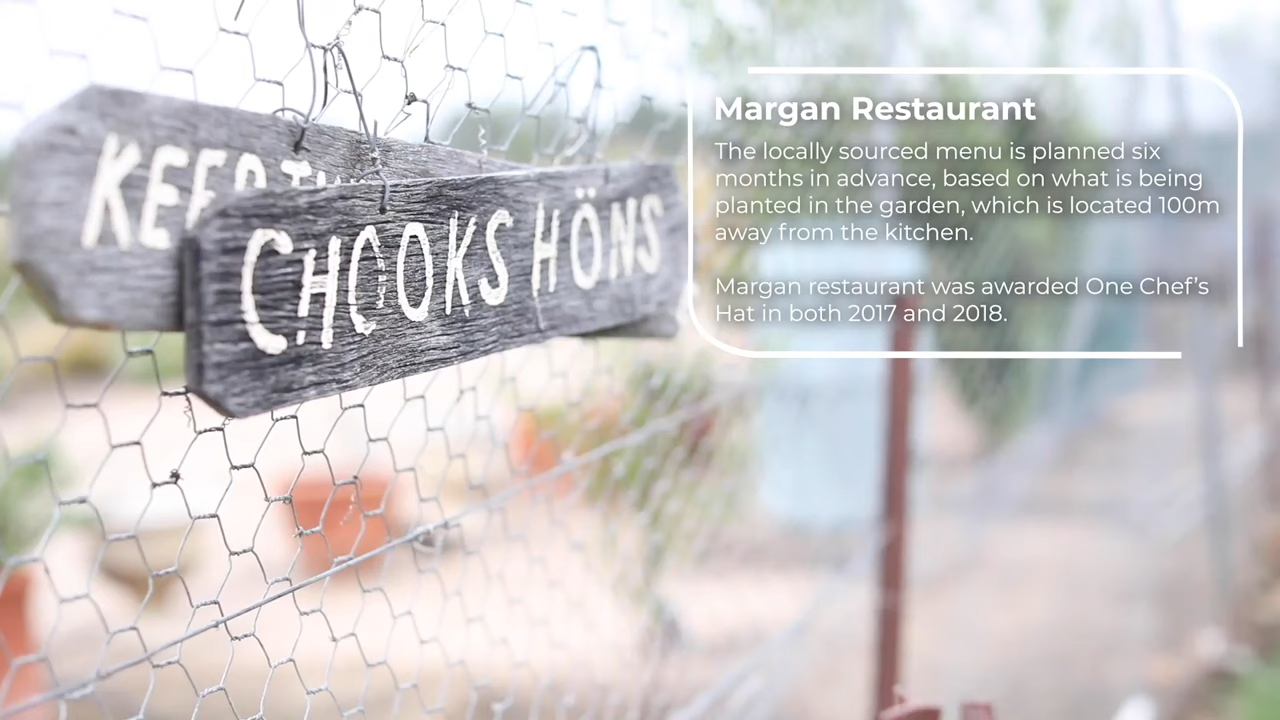 KEEP
CHOOKS HÖNS
Margan Restaurant
The locally sourced menu is planned six
months in advance, based on what is being
planted in the garden, which is located 100m
away from the kitchen.
Margan restaurant was awarded One Chef's
Hat in both 2017 and 2018.